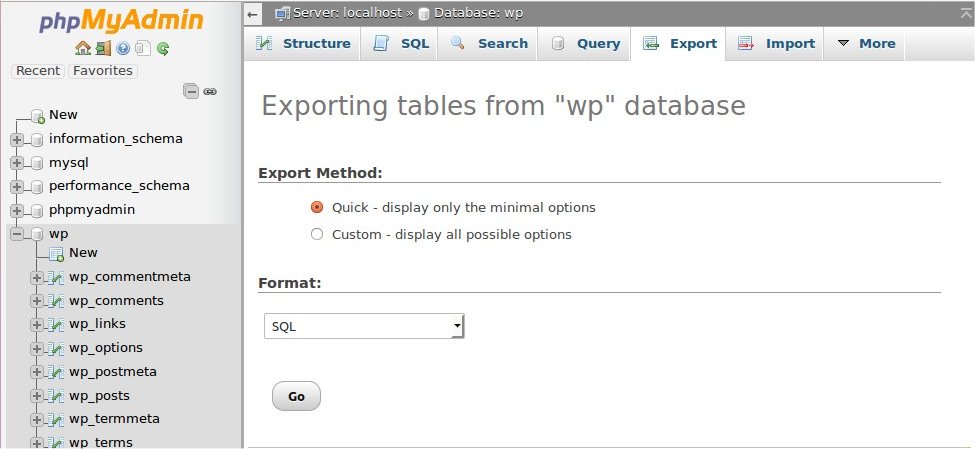 phpMyAdmin
Recent Favorites
New
information_schema
mysql
performance_schema
phpmyadmin
wp
New
wp_commentmeta
wp_comments
wp_links
wp_options
wp_postmeta
wp_posts
wp_termmeta
wp_terms
Server: localhost » Database: wp
Structure SQL Search Query Export Import More
Exporting tables from "wp" database
Export Method:
Quick - display only the minimal options
Custom - display all possible options
Format:
SQL
Go